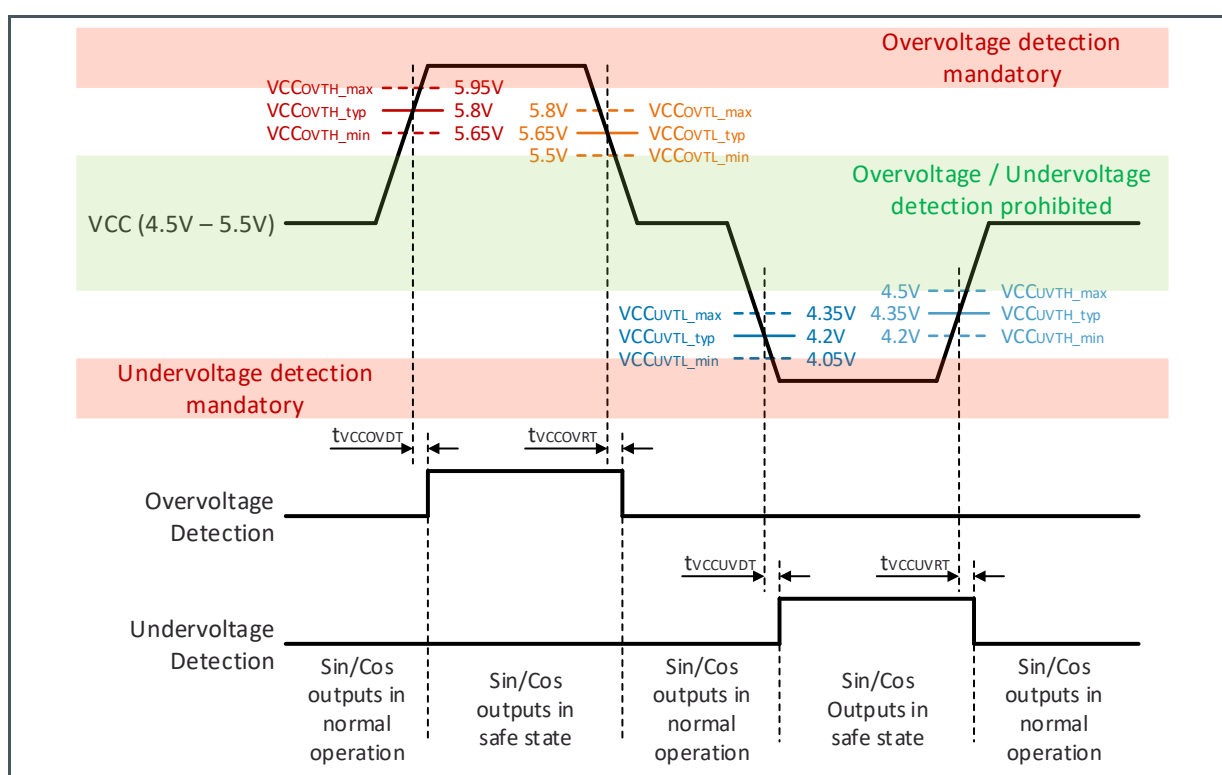 Overvoltage detection
mandatory
VCCOVTH_max 5.95V
VCCOVTH_typ 5.8V
VCCOVTH_min 5.65V
5.8V VCCOVTL_max
5.65V VCCOVTL_typ
5.5V VCCOVTL_min
Overvoltage / Undervoltage
detection prohibited
VCC (4.5V – 5.5V)
VCCUVTL_max 4.35V
VCCUVTL_typ 4.2V
VCCUVTL_min 4.05V
4.5V VCCUVTH_max
4.35V VCCUVTH_typ
4.2V VCCUVTH_min
Undervoltage detection
mandatory
tVCCOVDT
tVCCOVRT
Overvoltage
Detection
tVCCUVDT
tVCCUVRT
Undervoltage
Detection
Sin/Cos
outputs in
normal
operation
Sin/Cos
outputs in
safe state
Sin/Cos
outputs in
normal
operation
Sin/Cos
Outputs in
safe state
Sin/Cos
outputs in
normal
operation